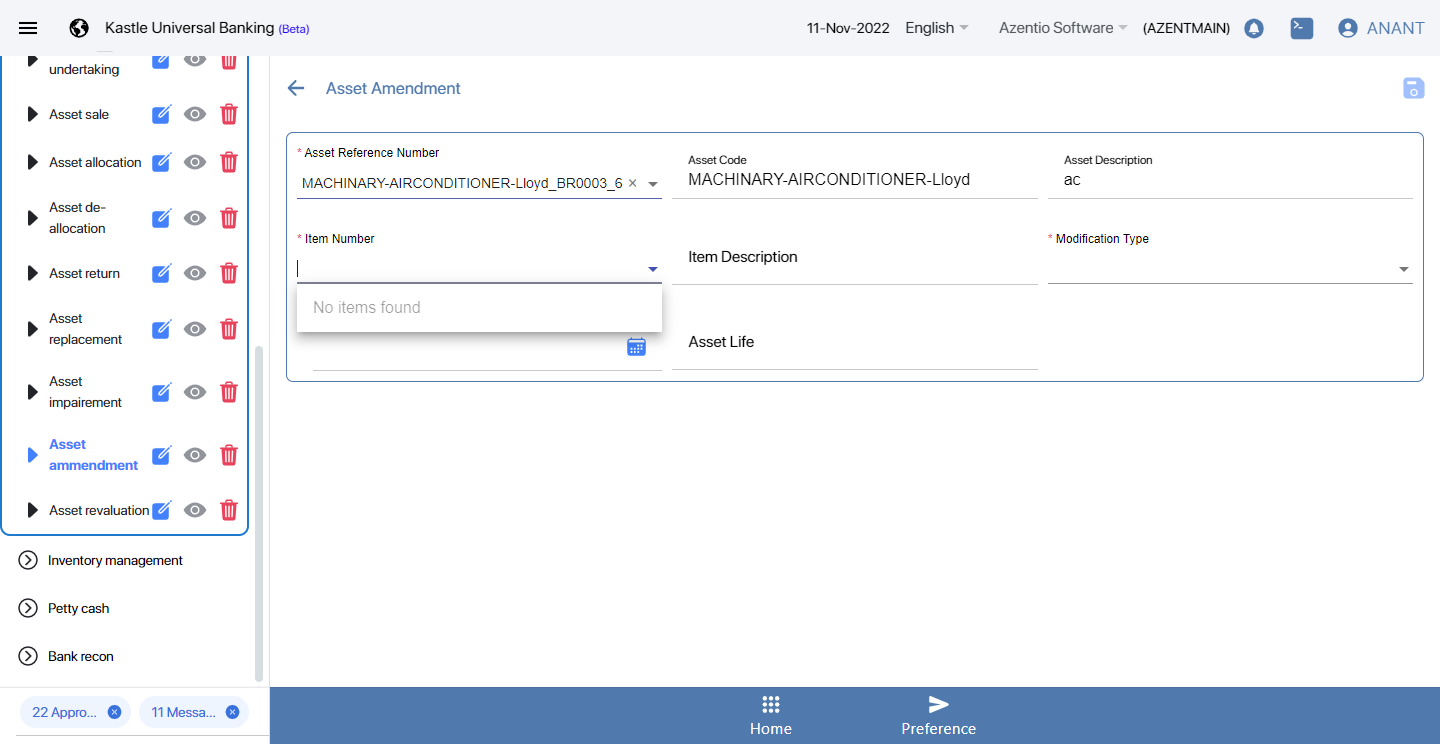 Kastle Universal Banking (Beta)
11-Nov-2022 English Azentio Software (AZENTMAIN) ANANT
undertaking
Asset sale
Asset allocation
Asset de-
allocation
Asset return
Asset
replacement
Asset
impairement
Asset
ammendment
Asset revaluation
Inventory management
Petty cash
Bank recon
22 Appro...
11 Messa...
Asset Amendment
* Asset Reference Number
MACHINARY-AIRCONDITIONER-Lloyd_BR0003_6
Asset Code
MACHINARY-AIRCONDITIONER-Lloyd
Asset Description
ac
* Item Number
No items found
Item Description
* Modification Type
Asset Life
Home
Preference